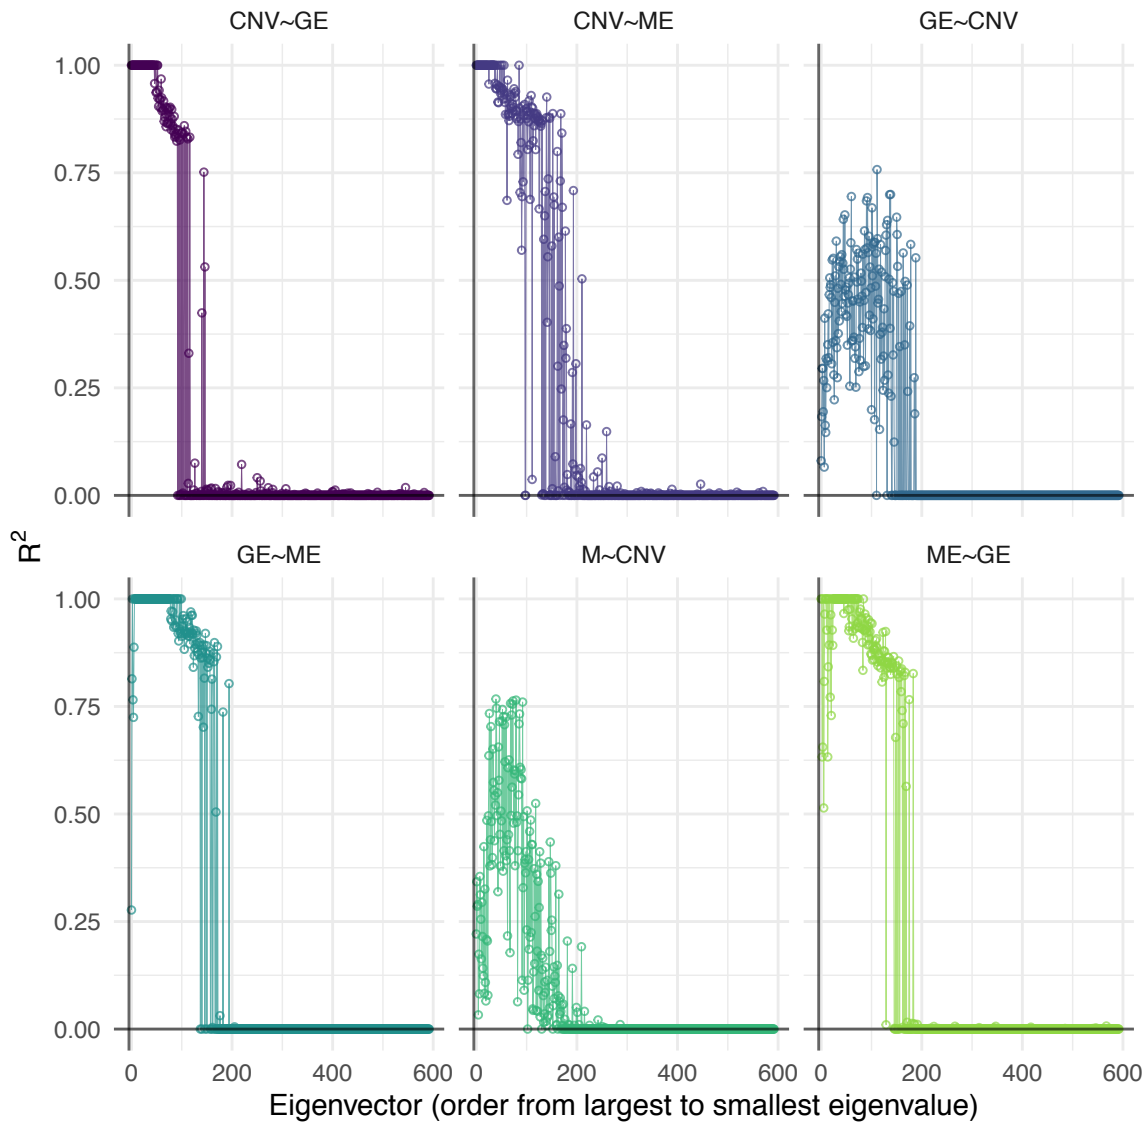 CNV~GE CNV~ME GE~CNV
1.00
0.75
0.50
0.25
0.00
R²
GE~ME M~CNV ME~GE
1.00
0.75
0.50
0.25
0.00
0 200 400 600 0 200 400 600 0 200 400 600
Eigenvector (order from largest to smallest eigenvalue)